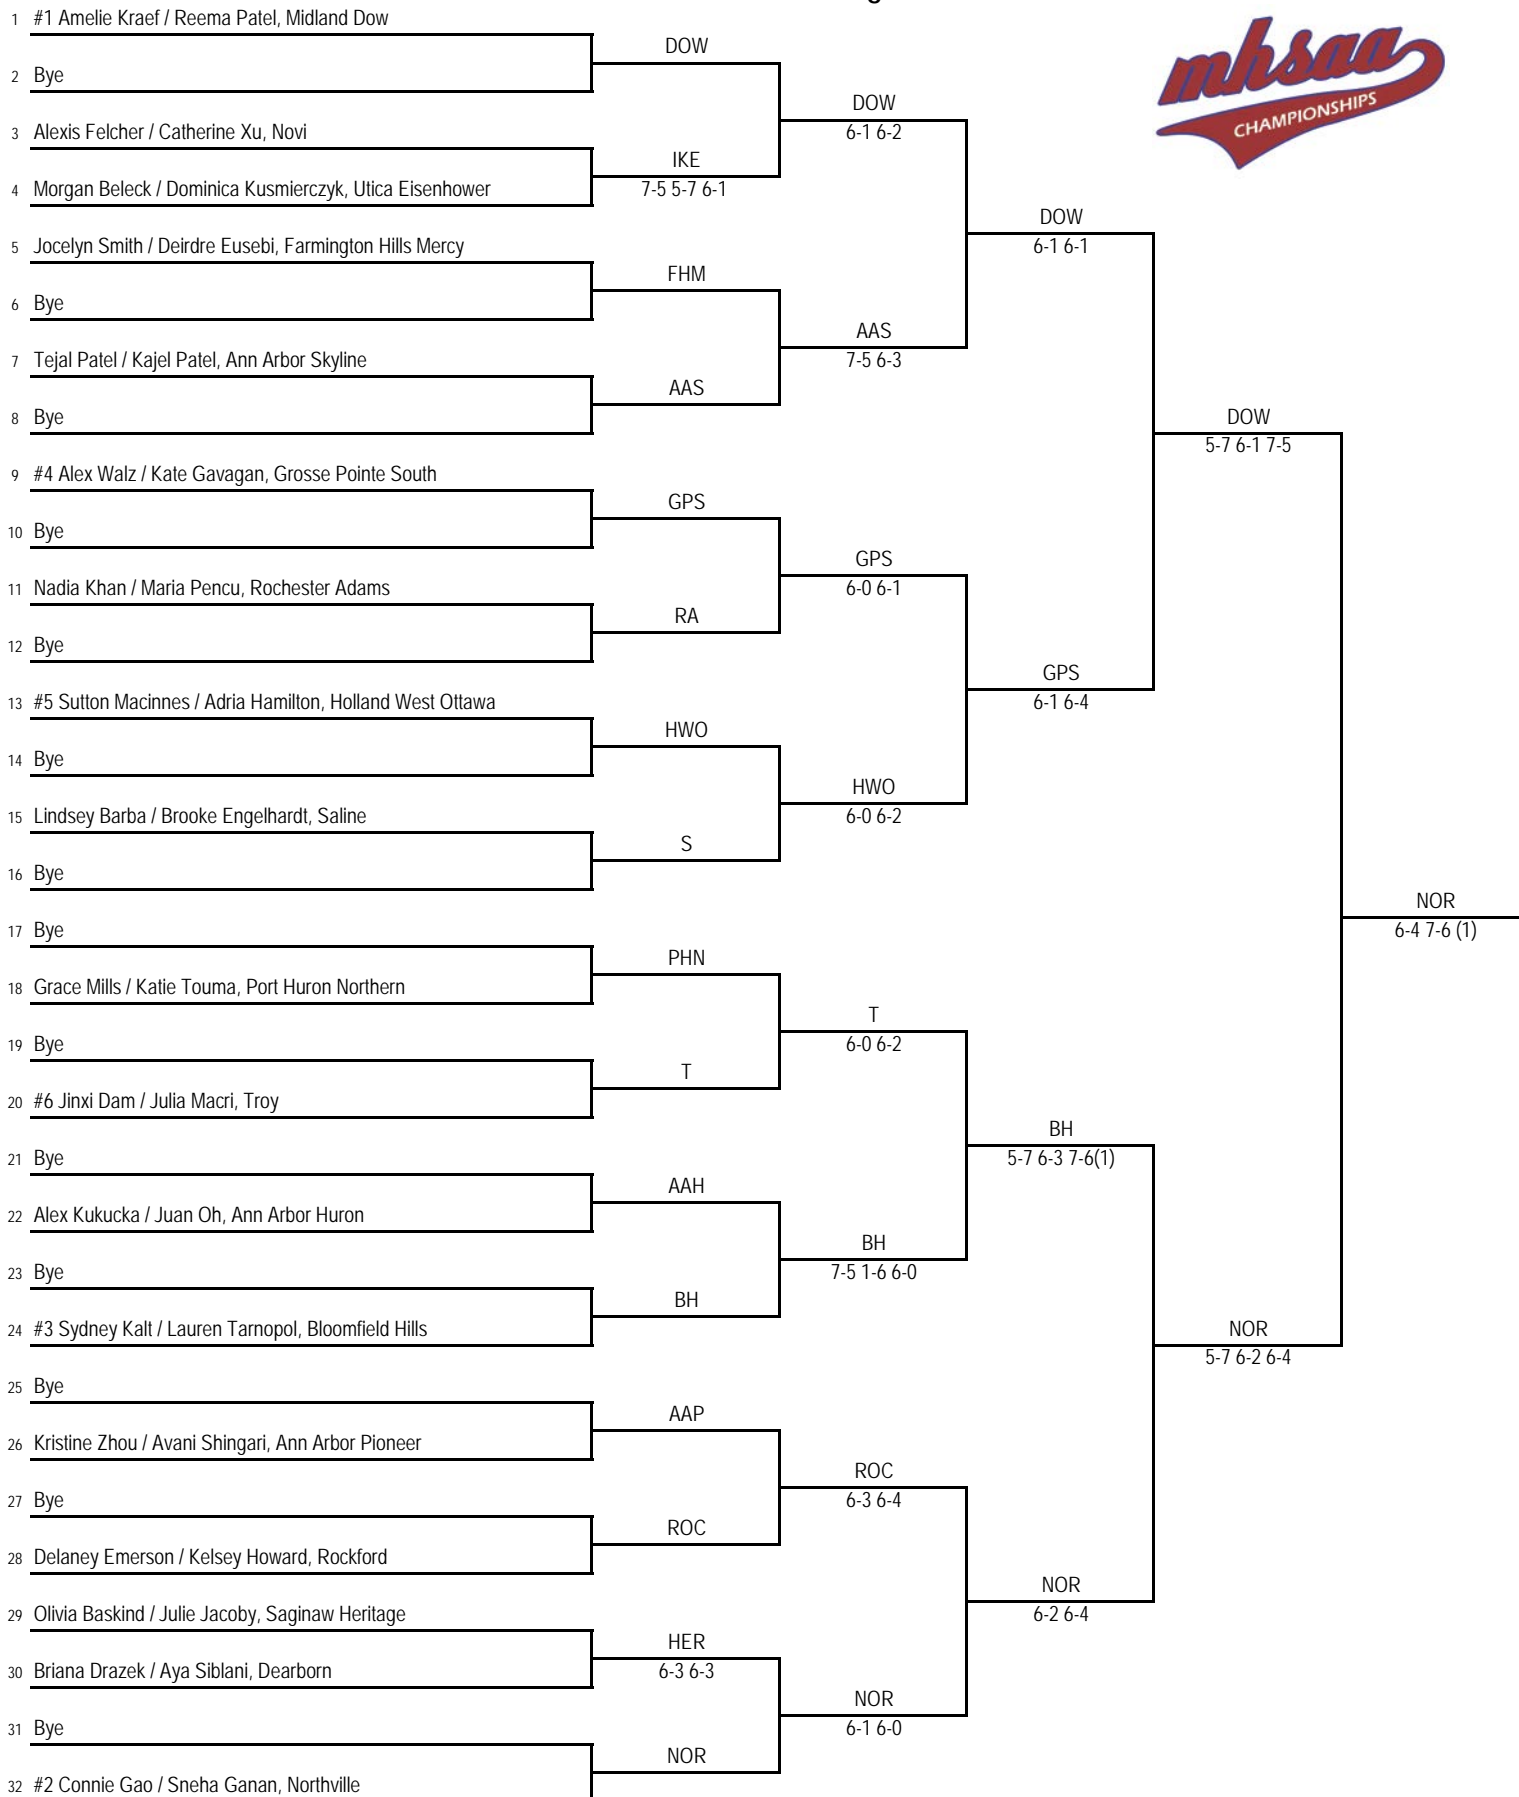 mhsaa
CHAMPIONSHIPS
1 #1 Amelie Kraef / Reema Patel, Midland Dow
DOW
2 Bye
DOW
6-1 6-2
3 Alexis Felcher / Catherine Xu, Novi
IKE
7-5 5-7 6-1
4 Morgan Beleck / Dominica Kusmierczyk, Utica Eisenhower
DOW
6-1 6-1
5 Jocelyn Smith / Deirdre Eusebi, Farmington Hills Mercy
FHM
6 Bye
AAS
7-5 6-3
7 Tejal Patel / Kajel Patel, Ann Arbor Skyline
AAS
8 Bye
DOW
5-7 6-1 7-5
9 #4 Alex Walz / Kate Gavagan, Grosse Pointe South
GPS
10 Bye
GPS
6-0 6-1
11 Nadia Khan / Maria Pencu, Rochester Adams
RA
12 Bye
GPS
6-1 6-4
13 #5 Sutton Macinnes / Adria Hamilton, Holland West Ottawa
HWO
14 Bye
HWO
6-0 6-2
15 Lindsey Barba / Brooke Engelhardt, Saline
S
16 Bye
NOR
6-4 7-6 (1)
17 Bye
PHN
18 Grace Mills / Katie Touma, Port Huron Northern
T
6-0 6-2
19 Bye
T
20 #6 Jinxi Dam / Julia Macri, Troy
BH
5-7 6-3 7-6(1)
21 Bye
AAH
22 Alex Kukucka / Juan Oh, Ann Arbor Huron
BH
7-5 1-6 6-0
23 Bye
BH
24 #3 Sydney Kalt / Lauren Tarnopol, Bloomfield Hills
NOR
5-7 6-2 6-4
25 Bye
AAP
26 Kristine Zhou / Avani Shingari, Ann Arbor Pioneer
ROC
6-3 6-4
27 Bye
ROC
28 Delaney Emerson / Kelsey Howard, Rockford
NOR
6-2 6-4
29 Olivia Baskind / Julie Jacoby, Saginaw Heritage
HER
6-3 6-3
30 Briana Drazek / Aya Siblani, Dearborn
NOR
6-1 6-0
31 Bye
NOR
32 #2 Connie Gao / Sneha Ganan, Northville